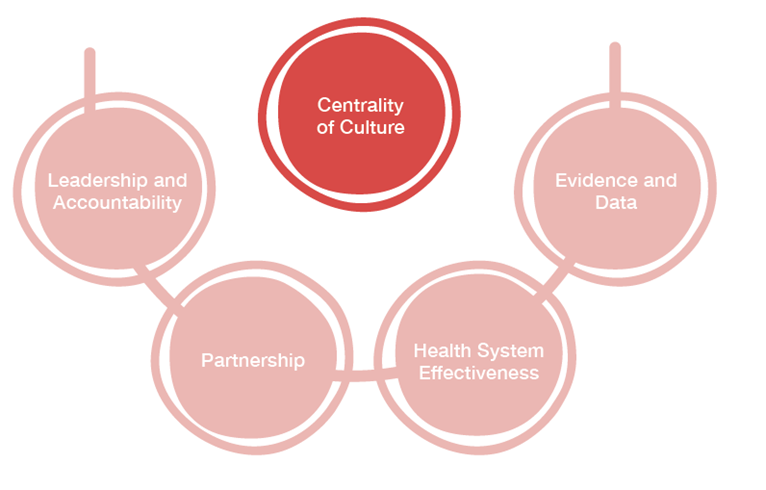 Centrality
of Culture
Leadership and
Accountability
Evidence and
Data
Partnership
Health System
Effectiveness